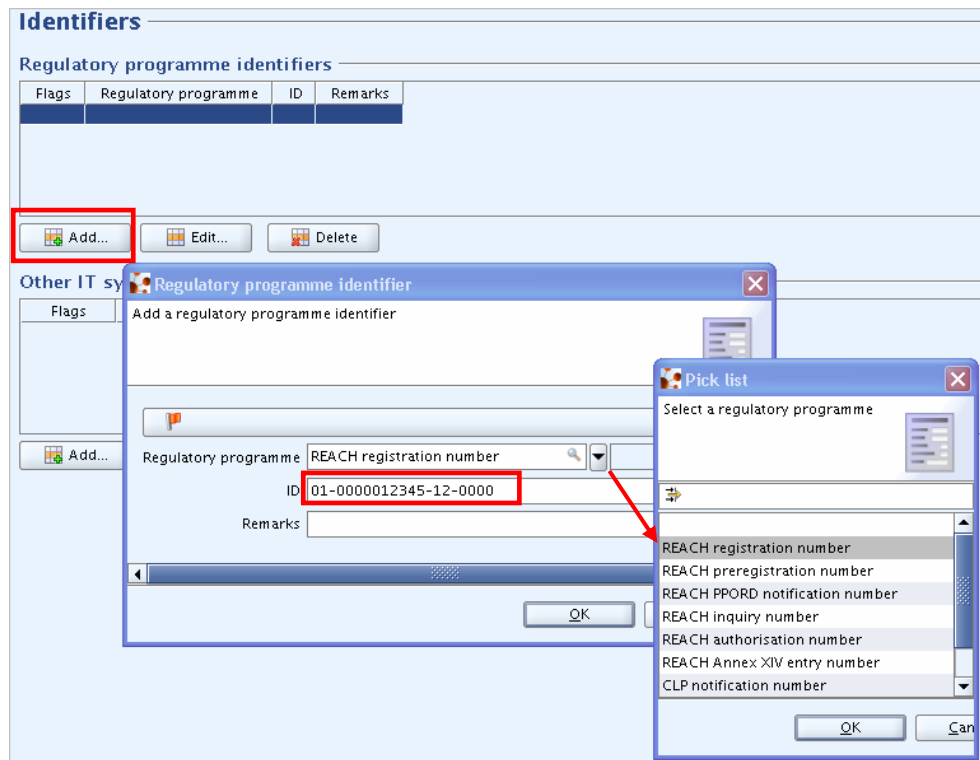 Identifiers
Regulatory programme identifiers
Flags Regulatory programme ID Remarks
Add... Edit... Delete
Other IT sy
Flags
Add...
Regulatory programme identifier
Add a regulatory programme identifier
Regulatory programme REACH registration number
ID 01-0000012345-12-0000
Remarks
OK
Pick list
Select a regulatory programme
REACH registration number
REACH preregistration number
REACH PPORD notification number
REACH inquiry number
REACH authorisation number
REACH Annex XIV entry number
CLP notification number
OK Can